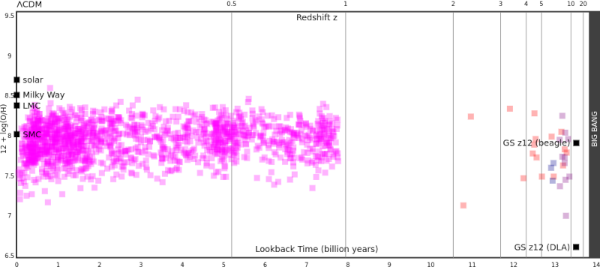 ΛCDM
Redshift z
0 0.5 1 2 3 4 5 10 20
9.5
9
8.5
8
7.5
7
6.5
12 + log(O/H)
solar
Milky Way
LMC
SMC
GS z12 (beagle)
GS z12 (DLA)
BIG BANG
Lookback Time (billion years)
0 1 2 3 4 5 6 7 8 10 11 12 13 14